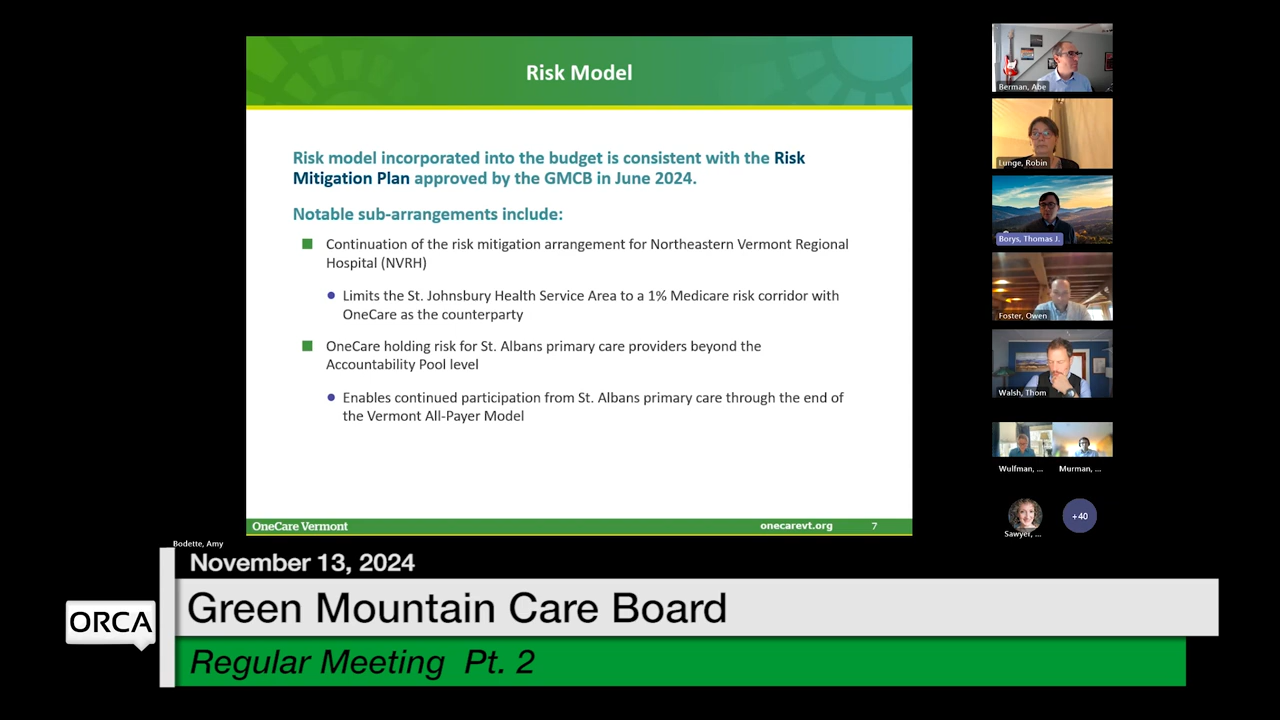 Risk Model
Risk model incorporated into the budget is consistent with the Risk
Mitigation Plan approved by the GMCB in June 2024.
Notable sub-arrangements include:
Continuation of the risk mitigation arrangement for Northeastern Vermont Regional
Hospital (NVRH)
Limits the St. Johnsbury Health Service Area to a 1% Medicare risk corridor with
OneCare as the counterparty
OneCare holding risk for St. Albans primary care providers beyond the
Accountability Pool level
Enables continued participation from St. Albans primary care through the end of
the Vermont All-Payer Model
OneCare Vermont
onecarevt.org
7
Berman, Abe
Lunge, Robin
Borys, Thomas J.
Foster, Owen
Walsh, Thom
Wulfman, ...
Murman, ...
Sawyer, ...
+40
Bodette, Amy
November 13, 2024
ORCA
Green Mountain Care Board
Regular Meeting Pt. 2